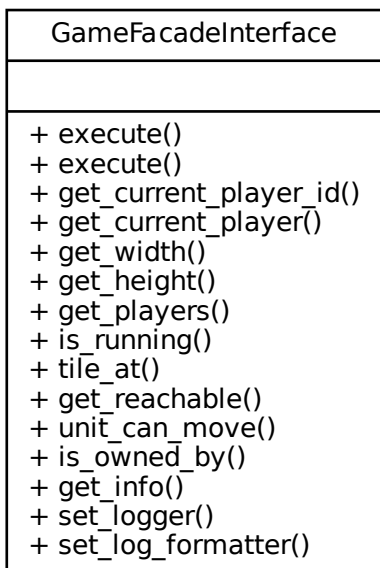 GameFacadeInterface
+ execute()
+ execute()
+ get_current_player_id()
+ get_current_player()
+ get_width()
+ get_height()
+ get_players()
+ is_running()
+ tile_at()
+ get_reachable()
+ unit_can_move()
+ is_owned_by()
+ get_info()
+ set_logger()
+ set_log_formatter()